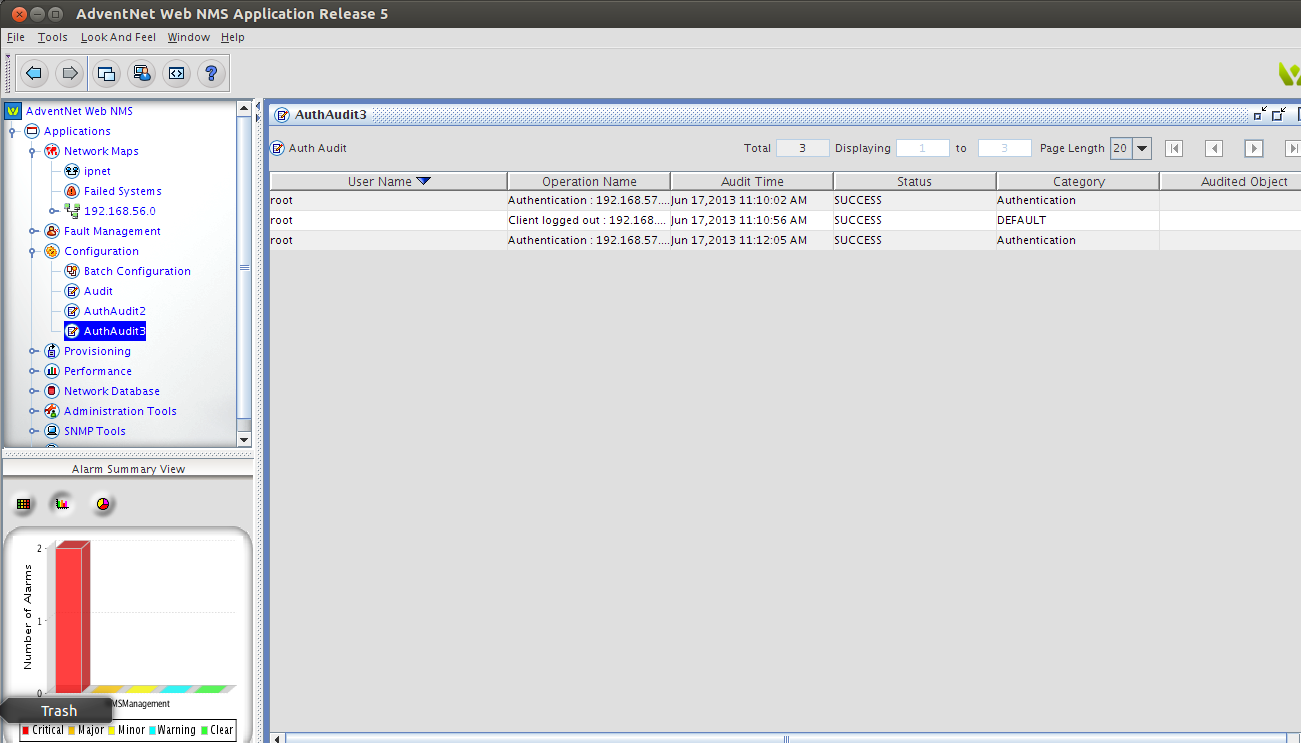 AdventNet Web NMS Application Release 5
File Tools Look And Feel Window Help
AdventNet Web NMS
Applications
Network Maps
ipnet
Failed Systems
192.168.56.0
Fault Management
Configuration
Batch Configuration
Audit
AuthAudit2
AuthAudit3
Provisioning
Performance
Network Database
Administration Tools
SNMP Tools
AuthAudit3
Auth Audit Total 3 Displaying 1 to 3 Page Length 20
User Name Operation Name Audit Time Status Category Audited Object
root Authentication : 192.168.57.... Jun 17,2013 11:10:02 AM SUCCESS Authentication
root Client logged out : 192.168.... Jun 17,2013 11:10:56 AM SUCCESS DEFAULT
root Authentication : 192.168.57.... Jun 17,2013 11:12:05 AM SUCCESS Authentication
Alarm Summary View
Number of Alarms
2
1
0
MSManagement
Trash
Critical Major Minor Warning Clear